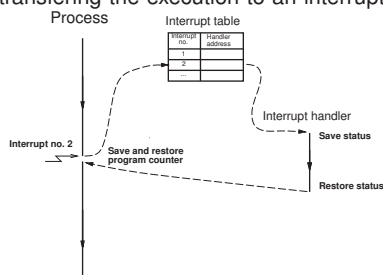 transfering the execution to an interrupt
Process
Interrupt table
Interrupt no.
Handler address
1
2
...
Interrupt handler
Save status
Interrupt no. 2
Save and restore
program counter
Restore status